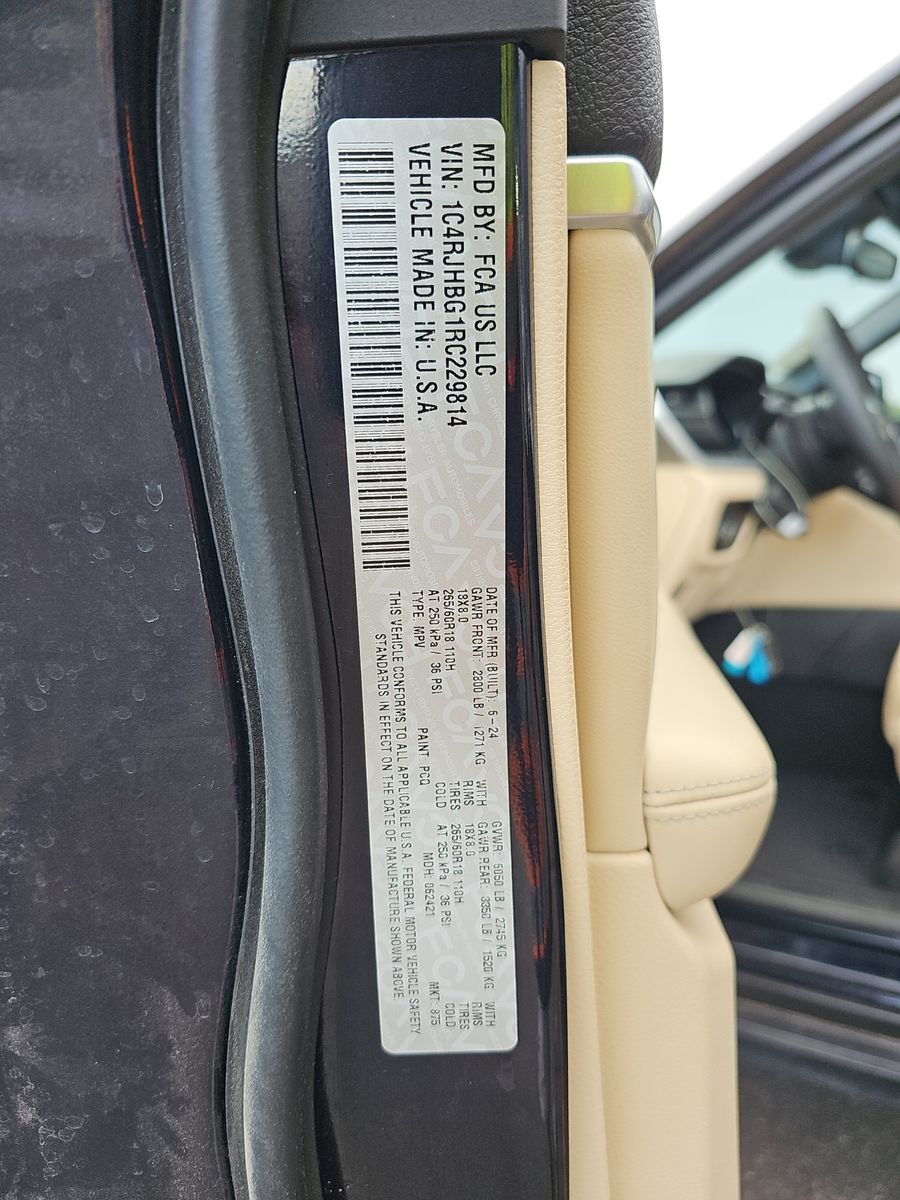 MFD BY: FCA US LLC
VIN: 1C4RJHBG1RC229814
VEHICLE MADE IN: U.S.A.
DATE OF MFR (BUILT): 6-24 GVWR: 6050 LB / 2745 KG
GAWR FRONT: 2800 LB / 1271 KG WITH GAWR REAR: 3350 LB / 1520 KG WITH
18X8.0 RIMS 18X8.0 RIMS
265/60R18 110H TIRES 265/60R18 110H TIRES
AT 250 kPa / 36 PSI COLD AT 250 kPa / 36 PSI COLD
TYPE: MPV PAINT: PCQ MDH: 062421 MKT: 875
THIS VEHICLE CONFORMS TO ALL APPLICABLE U.S.A. FEDERAL MOTOR VEHICLE SAFETY
STANDARDS IN EFFECT ON THE DATE OF MANUFACTURE SHOWN ABOVE.